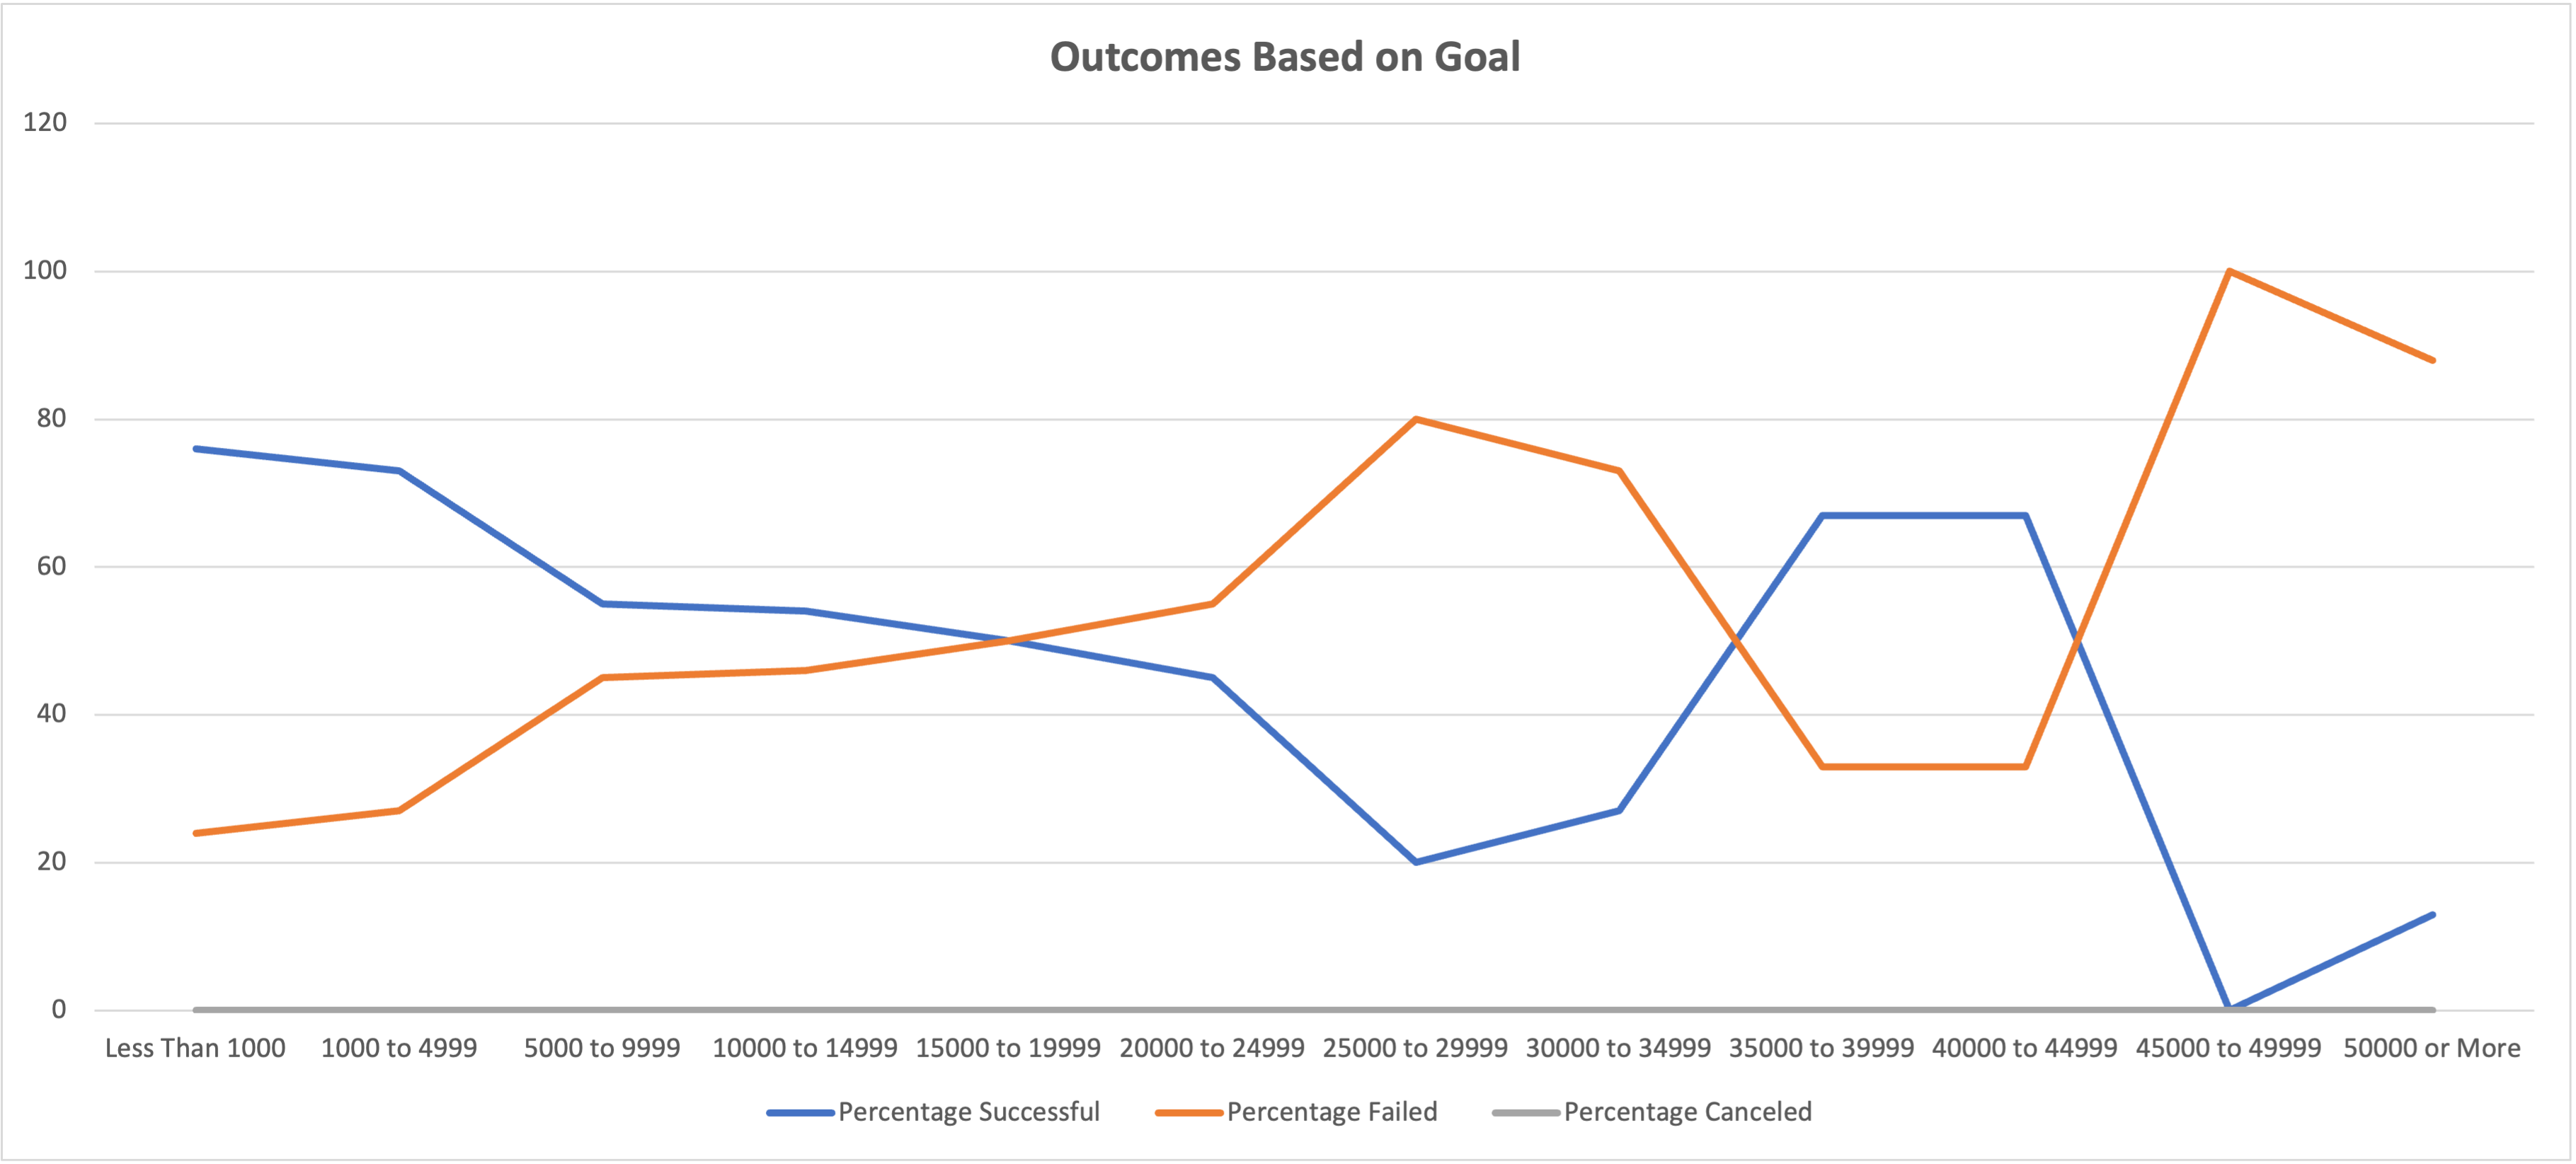 Outcomes Based on Goal
120
100
80
60
40
20
0
Less Than 1000 1000 to 4999 5000 to 9999 10000 to 14999 15000 to 19999 20000 to 24999 25000 to 29999 30000 to 34999 35000 to 39999 40000 to 44999 45000 to 49999 50000 or More
Percentage Successful Percentage Failed Percentage Canceled